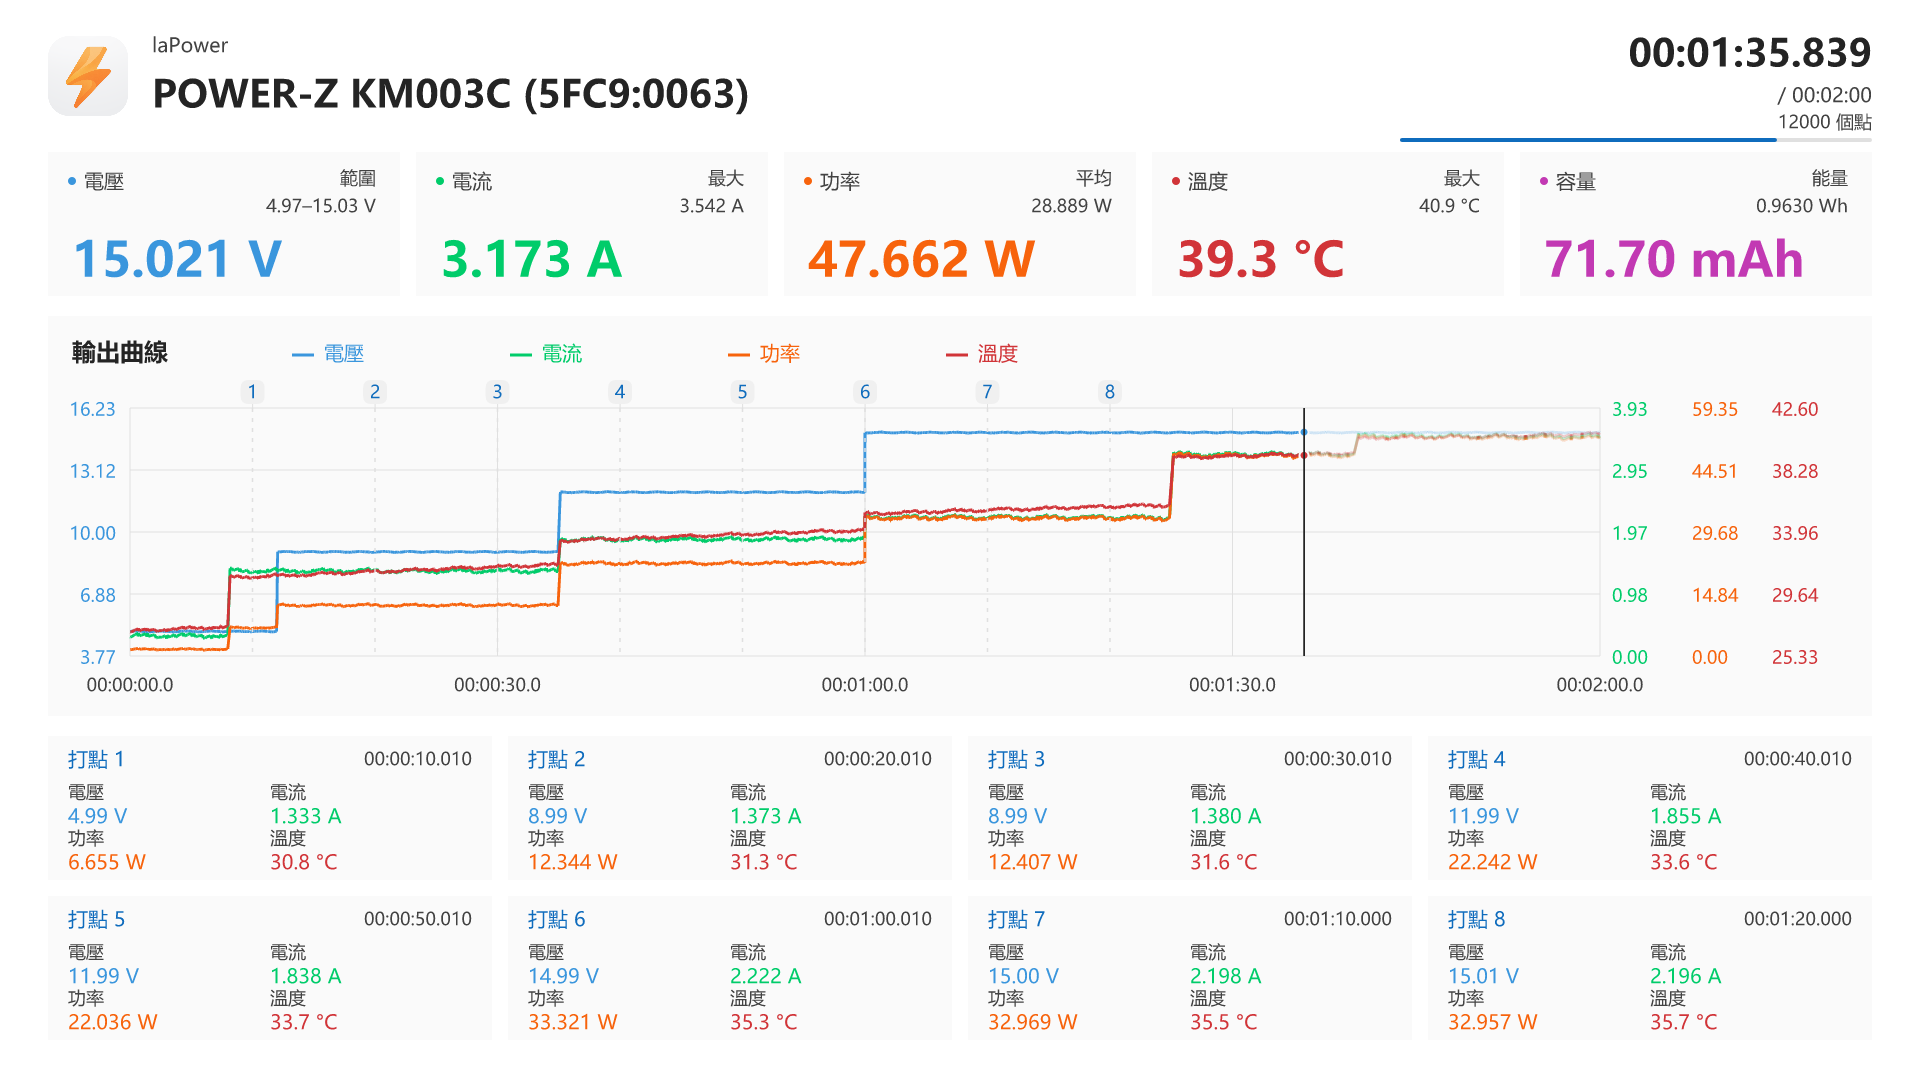 laPower
POWER-Z KM003C (5FC9:0063)
00:01:35.839
/ 00:02:00
12000 個點
電壓
範圍
4.97–15.03 V
15.021 V
電流
最大
3.542 A
3.173 A
功率
平均
28.889 W
47.662 W
溫度
最大
40.9 °C
39.3 °C
容量
能量
0.9630 Wh
71.70 mAh
輸出曲線 電壓 電流 功率 溫度
1 2 3 4 5 6 7 8
16.23 3.93 59.35 42.60
13.12 2.95 44.51 38.28
10.00 1.97 29.68 33.96
6.88 0.98 14.84 29.64
3.77 0.00 0.00 25.33
00:00:00.0 00:00:30.0 00:01:00.0 00:01:30.0 00:02:00.0
打點 1 00:00:10.010
電壓 電流
4.99 V 1.333 A
功率 溫度
6.655 W 30.8 °C
打點 2 00:00:20.010
電壓 電流
8.99 V 1.373 A
功率 溫度
12.344 W 31.3 °C
打點 3 00:00:30.010
電壓 電流
8.99 V 1.380 A
功率 溫度
12.407 W 31.6 °C
打點 4 00:00:40.010
電壓 電流
11.99 V 1.855 A
功率 溫度
22.242 W 33.6 °C
打點 5 00:00:50.010
電壓 電流
11.99 V 1.838 A
功率 溫度
22.036 W 33.7 °C
打點 6 00:01:00.010
電壓 電流
14.99 V 2.222 A
功率 溫度
33.321 W 35.3 °C
打點 7 00:01:10.000
電壓 電流
15.00 V 2.198 A
功率 溫度
32.969 W 35.5 °C
打點 8 00:01:20.000
電壓 電流
15.01 V 2.196 A
功率 溫度
32.957 W 35.7 °C